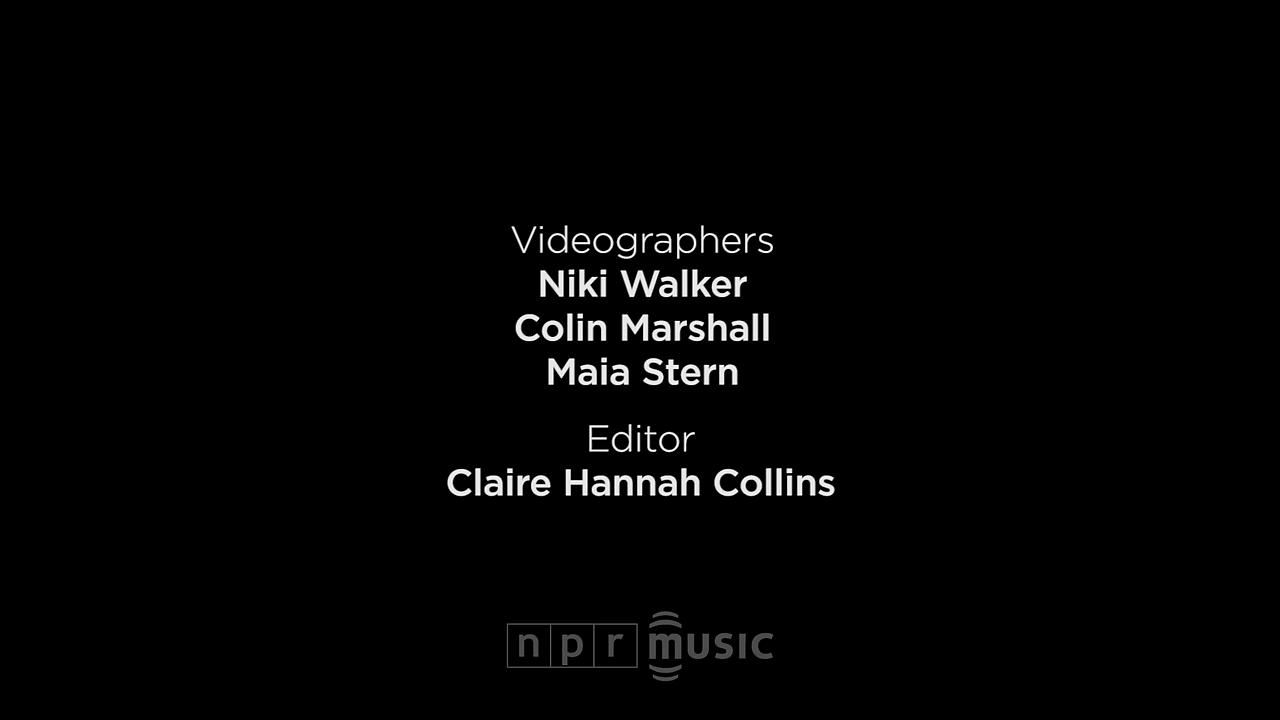 Videographers
Niki Walker
Colin Marshall
Maia Stern
Editor
Claire Hannah Collins
npr music